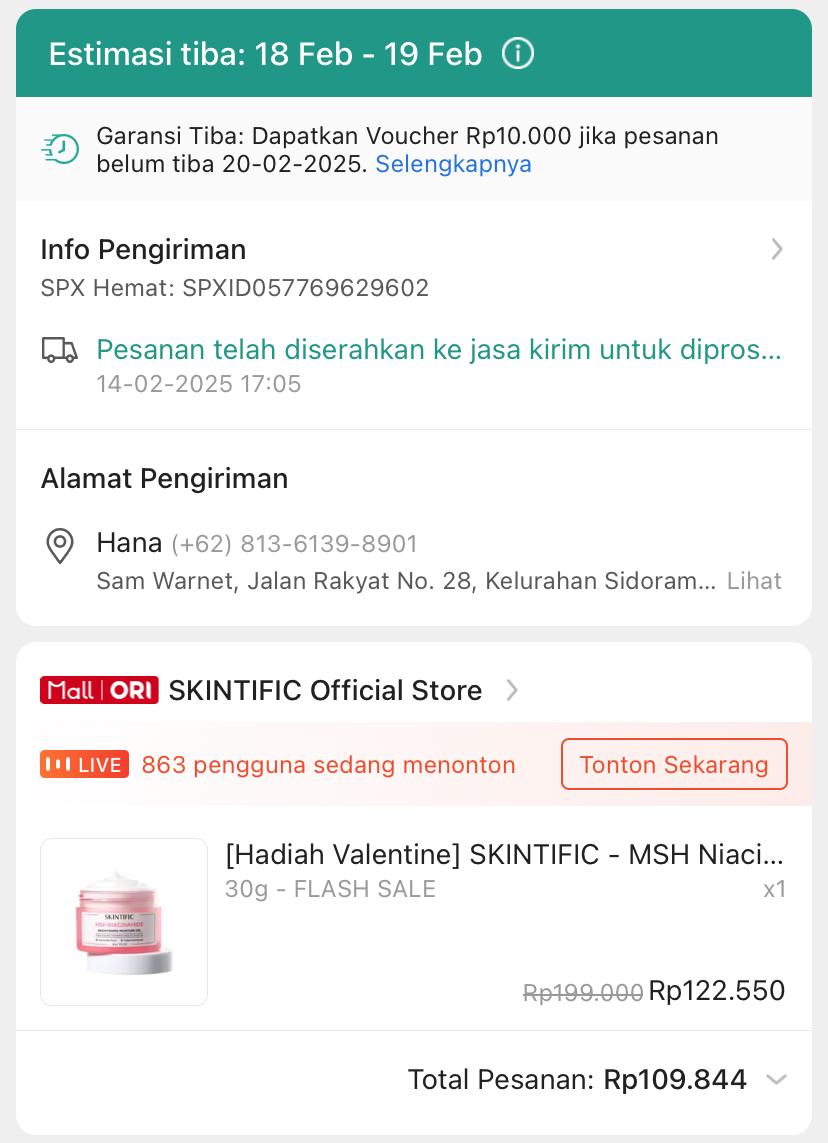 Estimasi tiba: 18 Feb - 19 Feb
Garansi Tiba: Dapatkan Voucher Rp10.000 jika pesanan
belum tiba 20-02-2025. Selengkapnya
Info Pengiriman
SPX Hemat: SPXID057769629602
Pesanan telah diserahkan ke jasa kirim untuk dipros...
14-02-2025 17:05
Alamat Pengiriman
Hana (+62) 813-6139-8901
Sam Warnet, Jalan Rakyat No. 28, Kelurahan Sidoram... Lihat
Mall | ORI SKINTIFIC Official Store
LIVE 863 pengguna sedang menonton Tonton Sekarang
[Hadiah Valentine] SKINTIFIC - MSH Niaci...
30g - FLASH SALE x1
SKINTIFIC
MSH NIACINAMIDE
BRIGHTENING MOISTURE GEL
Rp199.000 Rp122.550
Total Pesanan: Rp109.844